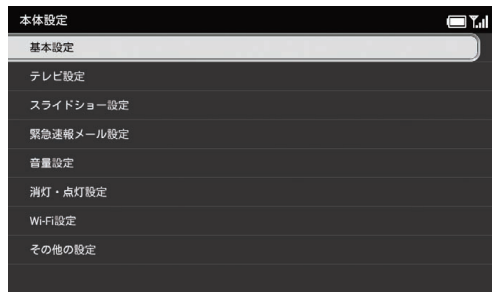 本体設定
基本設定
テレビ設定
スライドショー設定
緊急速報メール設定
音量設定
消灯・点灯設定
Wi-Fi設定
その他の設定